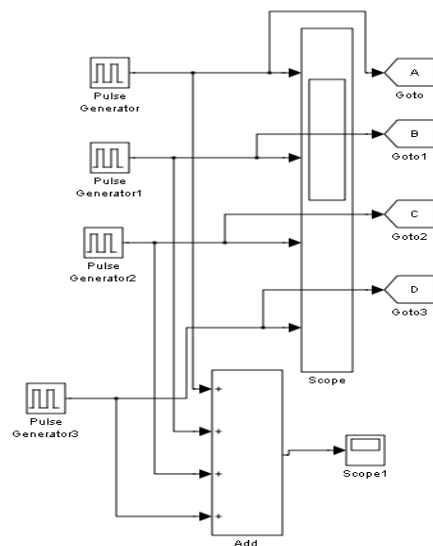 A
Pulse
Generator
Goto
B
Pulse
Generator1
Goto1
C
Pulse
Generator2
Goto2
D
Goto3
Scope
Pulse
Generator3
+
+
+
+
Scope1
Add